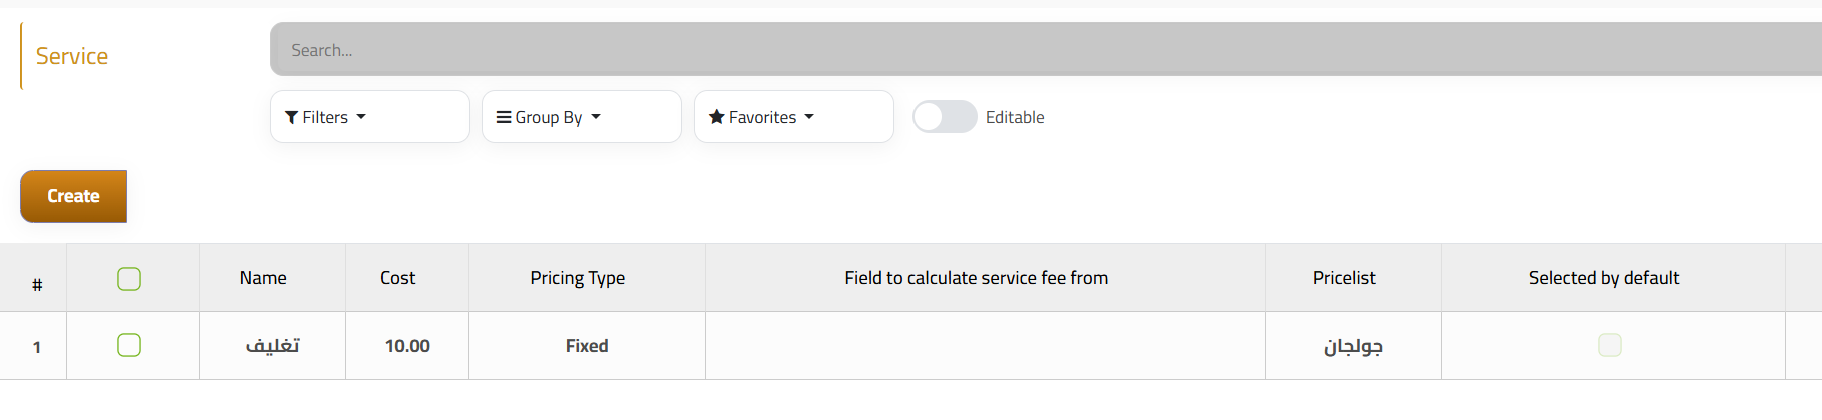 Service
Search...
Filters
Group By
Favorites
Editable
Create
# Name Cost Pricing Type Field to calculate service fee from Pricelist Selected by default
1 تغليف 10.00 Fixed جولجان